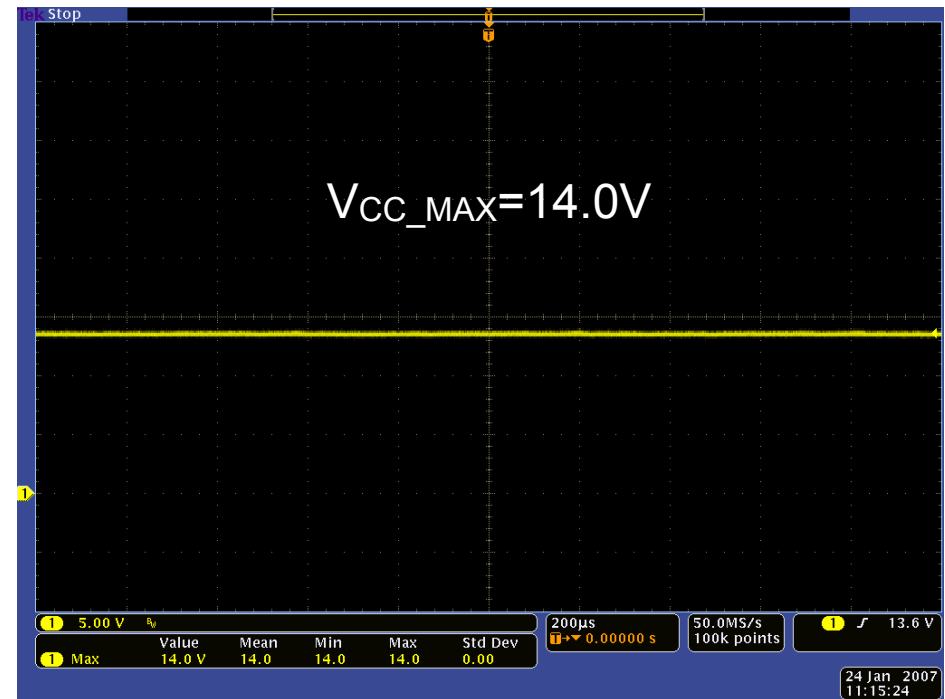 Tek Stop
T
T
VCC_MAX=14.0V
1
1 5.00 V BW
200µs
T→▼ 0.00000 s
50.0MS/s
100k points
1 13.6 V
Value Mean Min Max Std Dev
1 Max 14.0 V 14.0 14.0 14.0 0.00
24 Jan 2007
11:15:24